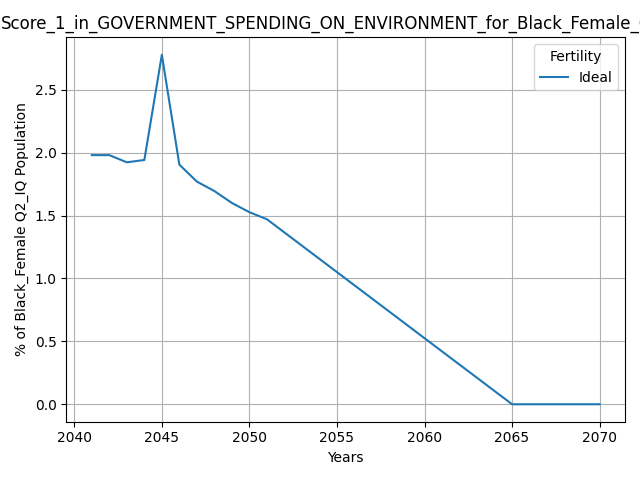 Score_1_in_GOVERNMENT_SPENDING_ON_ENVIRONMENT_for_Black_Female_
Fertility
Ideal
% of Black_Female Q2_IQ Population
2.5
2.0
1.5
1.0
0.5
0.0
2040 2045 2050 2055 2060 2065 2070
Years